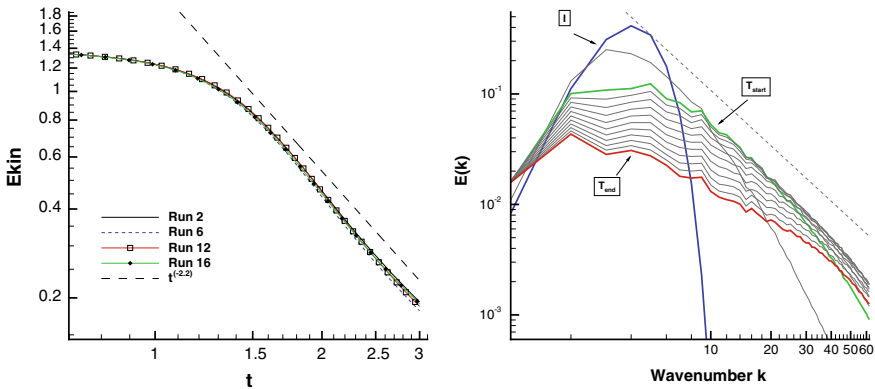 1.8
1.6
1.4
1.2
1
0.8
0.6
0.4
0.2
Ekin
Run 2
Run 6
Run 12
Run 16
t^(-2.2)
1
1.5
2
2.5
3
t
I
T_start
T_end
10^-1
10^-2
10^-3
E(k)
10
20
30
40
50
60
Wavenumber k